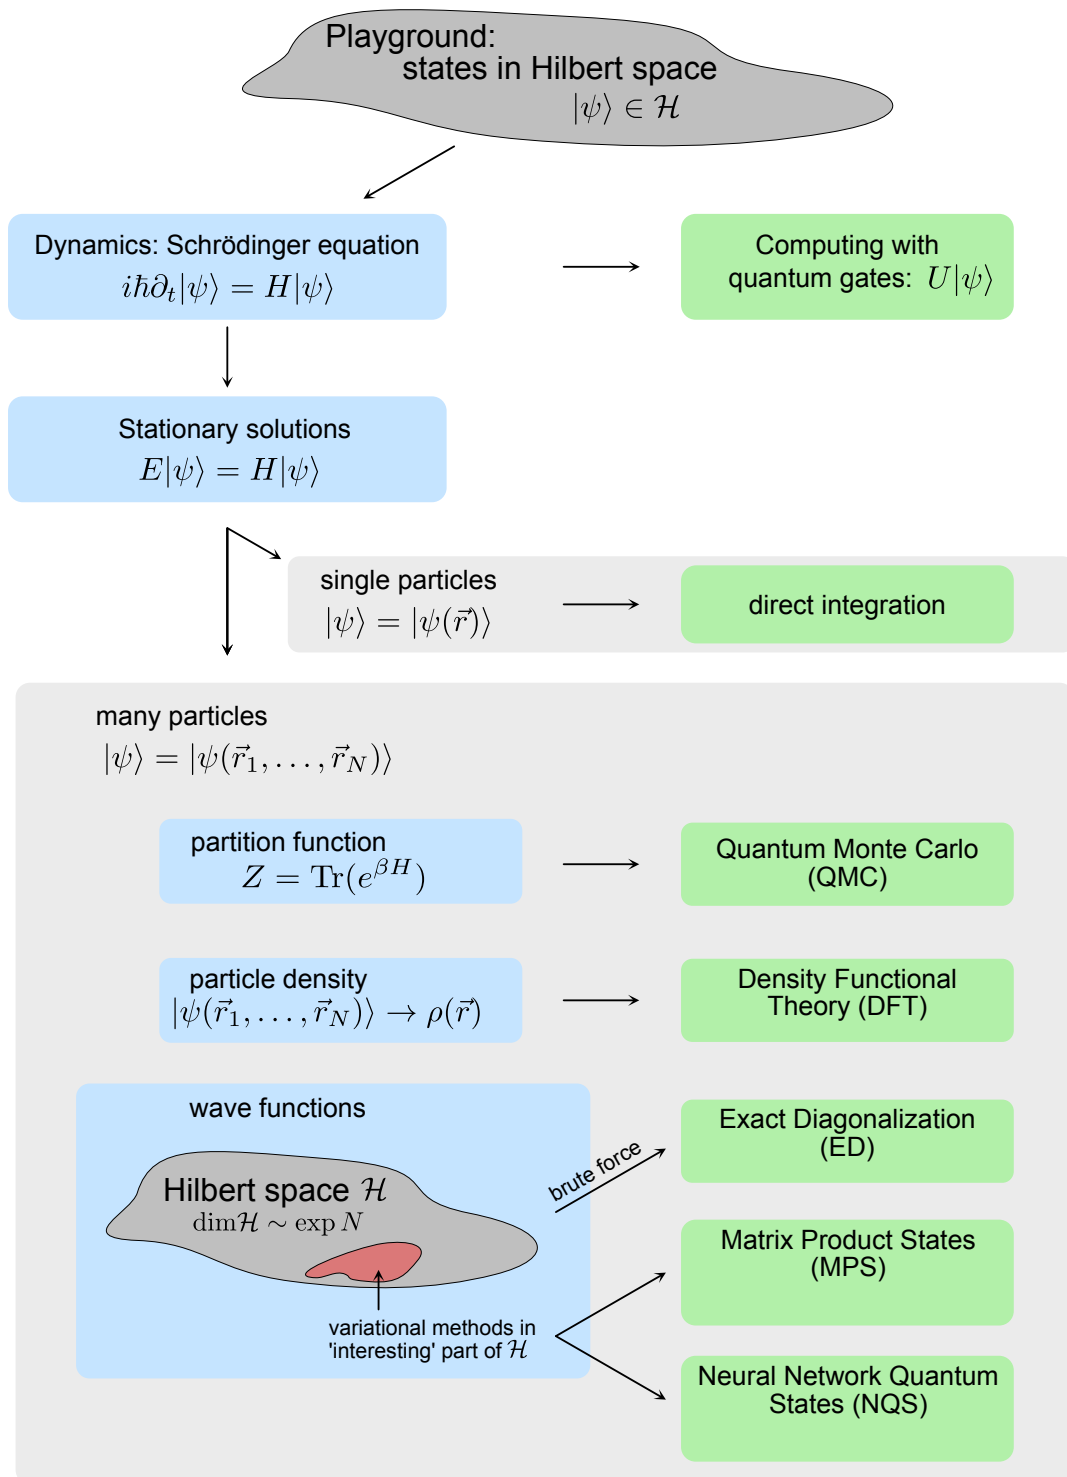 Playground:
states in Hilbert space
|ψ⟩ ∈ ℋ
Dynamics: Schrödinger equation
iℏ∂ₜ|ψ⟩ = H|ψ⟩
Computing with
quantum gates: U|ψ⟩
Stationary solutions
E|ψ⟩ = H|ψ⟩
single particles
|ψ⟩ = |ψ(r⃗)⟩
direct integration
many particles
|ψ⟩ = |ψ(r⃗₁, . . . , r⃗_N)⟩
partition function
Z = Tr(e^{βH})
Quantum Monte Carlo
(QMC)
particle density
|ψ(r⃗₁, . . . , r⃗_N)⟩ → ρ(r⃗)
Density Functional
Theory (DFT)
wave functions
Hilbert space ℋ
dimℋ ∼ exp N
variational methods in
'interesting' part of ℋ
brute force
Exact Diagonalization
(ED)
Matrix Product States
(MPS)
Neural Network Quantum
States (NQS)